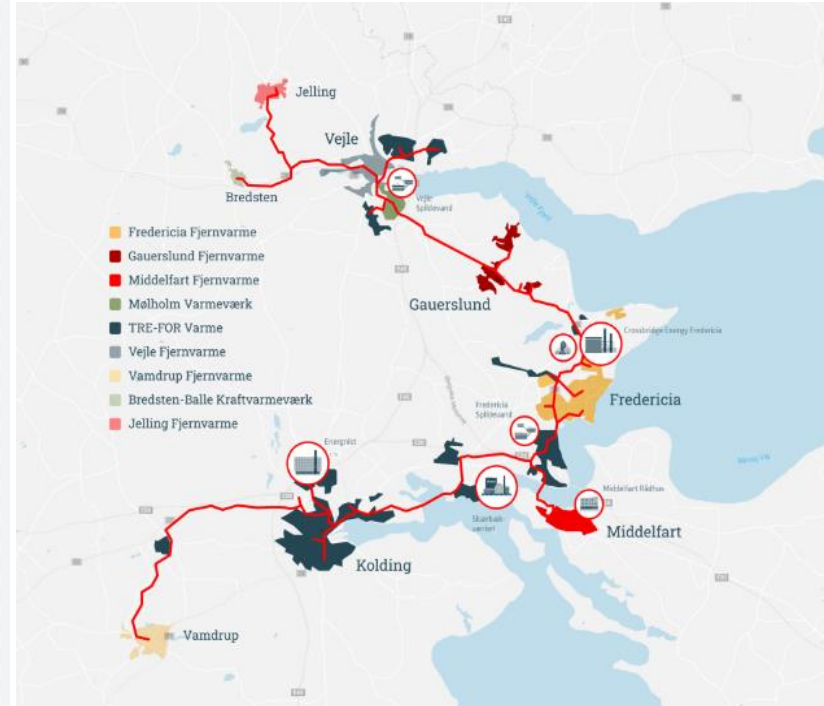 Jelling
Vejle
Bredsten
Vejle
Spildevand
Vejle Fjord
Fredericia Fjernvarme
Gauerslund Fjernvarme
Middelfart Fjernvarme
Mølholm Varmeværk
TRE-FOR Varme
Vejle Fjernvarme
Vamdrup Fjernvarme
Bredsten-Balle Kraftvarmeværk
Jelling Fjernvarme
Gauerslund
Crossbridge Energy Fredericia
Fredericia
Fredericia
Spildevand
Energnist
Skærbæk-
værket
Middelfart Rådhus
Middelfart
Kolding
Vamdrup